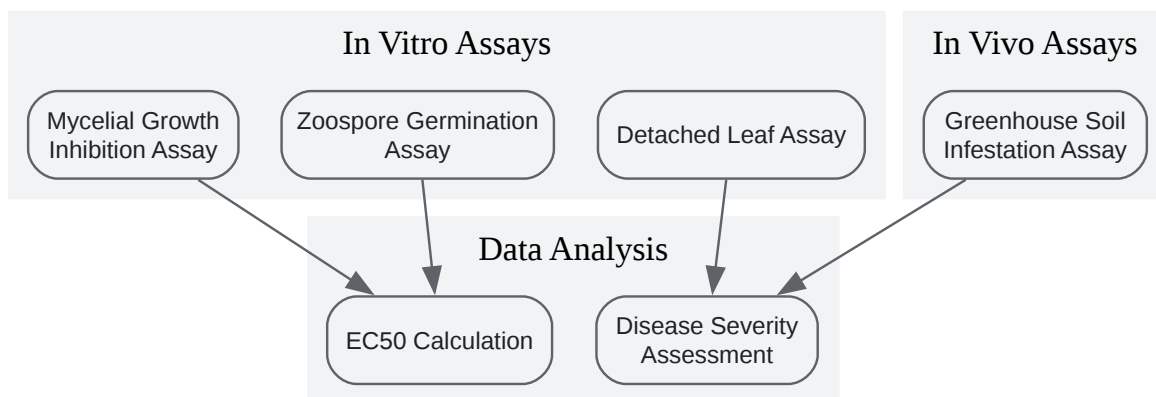 In Vitro Assays
In Vivo Assays
Mycelial Growth
Inhibition Assay
Zoospore Germination
Assay
Detached Leaf Assay
Greenhouse Soil
Infestation Assay
Data Analysis
EC50 Calculation
Disease Severity
Assessment